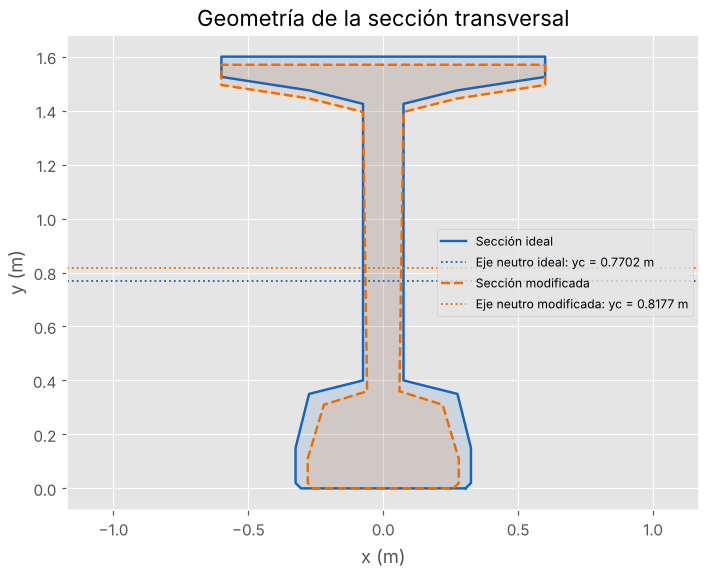 Geometría de la sección transversal
1.6
1.4
1.2
1.0
0.8
0.6
0.4
0.2
0.0
y (m)
Sección ideal
Eje neutro ideal: yc = 0.7702 m
Sección modificada
Eje neutro modificada: yc = 0.8177 m
−1.0 −0.5 0.0 0.5 1.0
x (m)